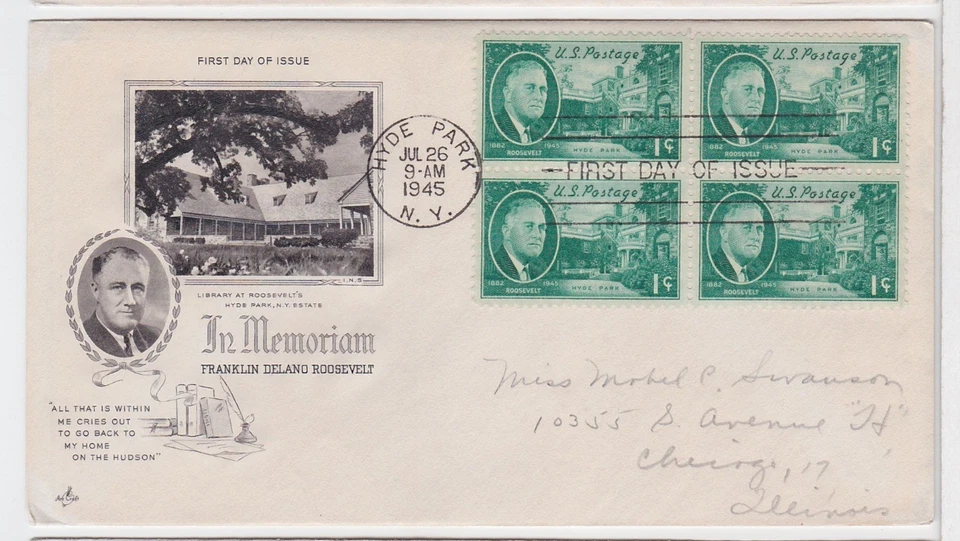 FIRST DAY OF ISSUE
I.N.S.
LIBRARY AT ROOSEVELT'S
HYDE PARK, N.Y. ESTATE
In Memoriam
FRANKLIN DELANO ROOSEVELT
"ALL THAT IS WITHIN
ME CRIES OUT
TO GO BACK TO
MY HOME
ON THE HUDSON"
Art Craft
HYDE PARK
JUL 26
9-AM
1945
N.Y.
FIRST DAY OF ISSUE
U.S. Postage
1882 1945
ROOSEVELT
HYDE PARK
1¢
U.S. Postage
1882 1945
ROOSEVELT
HYDE PARK
1¢
U.S. Postage
1882 1945
ROOSEVELT
HYDE PARK
1¢
U.S. Postage
1882 1945
ROOSEVELT
HYDE PARK
1¢
Miss Mabel C. Swanson
10355 S. Avenue "H"
Chicago, 17
Illinois